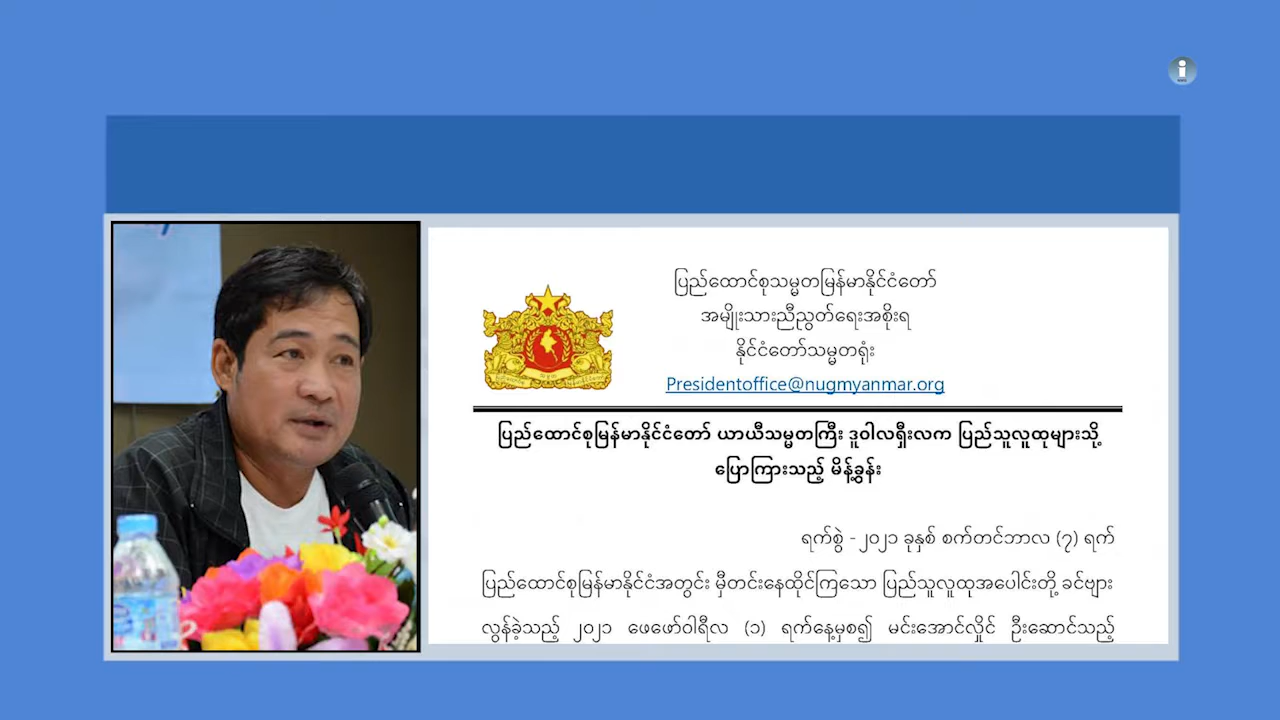 ပြည်ထောင်စုသမ္မတမြန်မာနိုင်ငံတော်
အမျိုးသားညီညွတ်ရေးအစိုးရ
နိုင်ငံတော်သမ္မတရုံး
Presidentoffice@nugmyanmar.org
ပြည်ထောင်စုမြန်မာနိုင်ငံတော် ယာယီသမ္မတကြီး ဒူဝါလရှီးလက ပြည်သူလူထုများသို့
ပြောကြားသည့် မိန့်ခွန်း
ရက်စွဲ -၂၀၂၁ ခုနှစ် စက်တင်ဘာလ (၇) ရက်
ပြည်ထောင်စုမြန်မာနိုင်ငံအတွင်း မှီတင်းနေထိုင်ကြသော ပြည်သူလူထုအပေါင်းတို့ ခင်ဗျား
လွန်ခဲ့သည့် ၂၀၂၁ ဖေဖော်ဝါရီလ (၁) ရက်နေ့မှစ၍ မင်းအောင်လှိုင် ဦးဆောင်သည့်